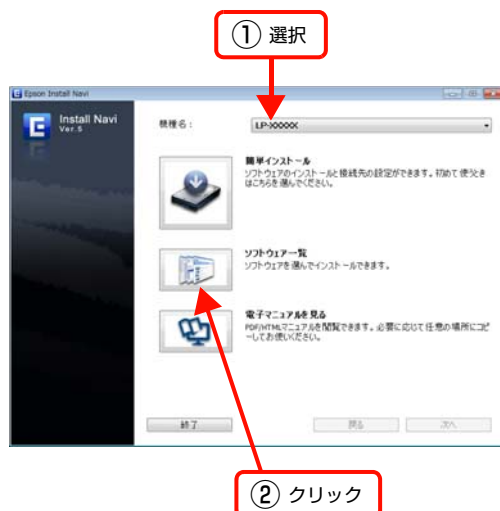 ① 選択
Epson Install Navi
Install Navi
Ver.5
機種名：
LP-XXXXX
簡単インストール
ソフトウェアのインストールと接続先の設定ができます。初めて使うときはこちらを選んでください。
ソフトウェア一覧
ソフトウェアを選んでインストールできます。
電子マニュアルを見る
PDF/HTMLマニュアルを閲覧できます。必要に応じて任意の場所にコピーしてお使いください。
終了
戻る
次へ
② クリック